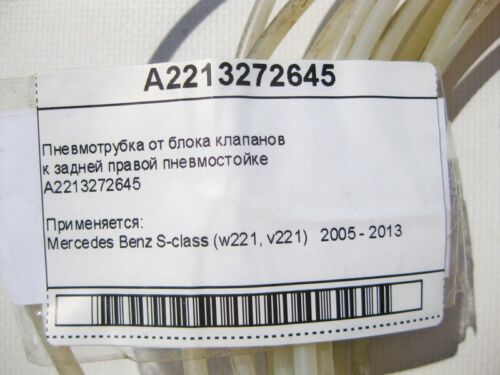 A2213272645
Пневмотрубка от блока клапанов
к задней правой пневмостойке
A2213272645
Применяется:
Mercedes Benz S-class (w221, v221) 2005 - 2013